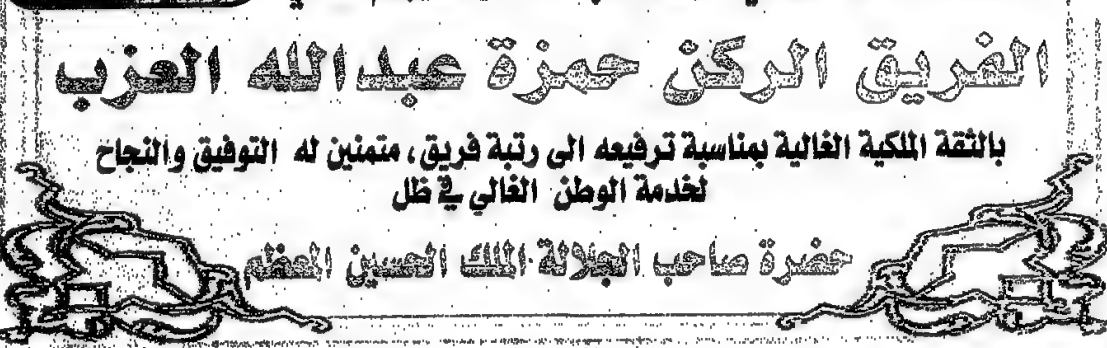 الفريق الركن حمزة عبدالله العزب
بالثقة الملكية الغالية بمناسبة ترفيعه الى رتبة فريق، متمنين له التوفيق والنجاح
لخدمة الوطن الغالي في ظل
حضرة صاحب الجلالة الملك الحسين المعظم